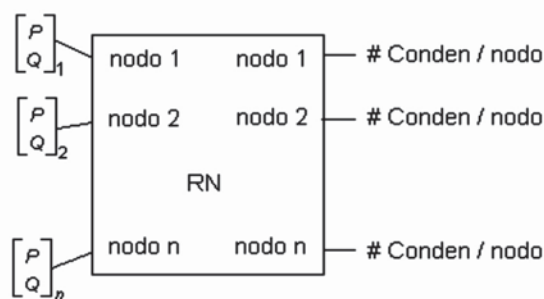 [P Q]1 nodo 1 nodo 1 # Conden / nodo
[P Q]2 nodo 2 nodo 2 # Conden / nodo
RN
[P Q]n nodo n nodo n # Conden / nodo